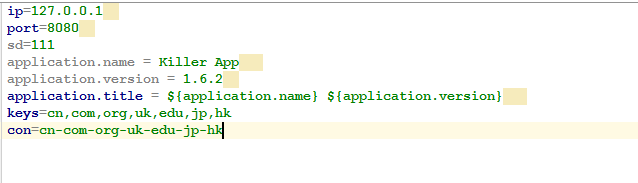 ip=127.0.0.1
port=8080
sd=111
application.name = Killer App
application.version = 1.6.2
application.title = ${application.name} ${application.version}
keys=cn,com,org,uk,edu,jp,hk
con=cn-com-org-uk-edu-jp-hk